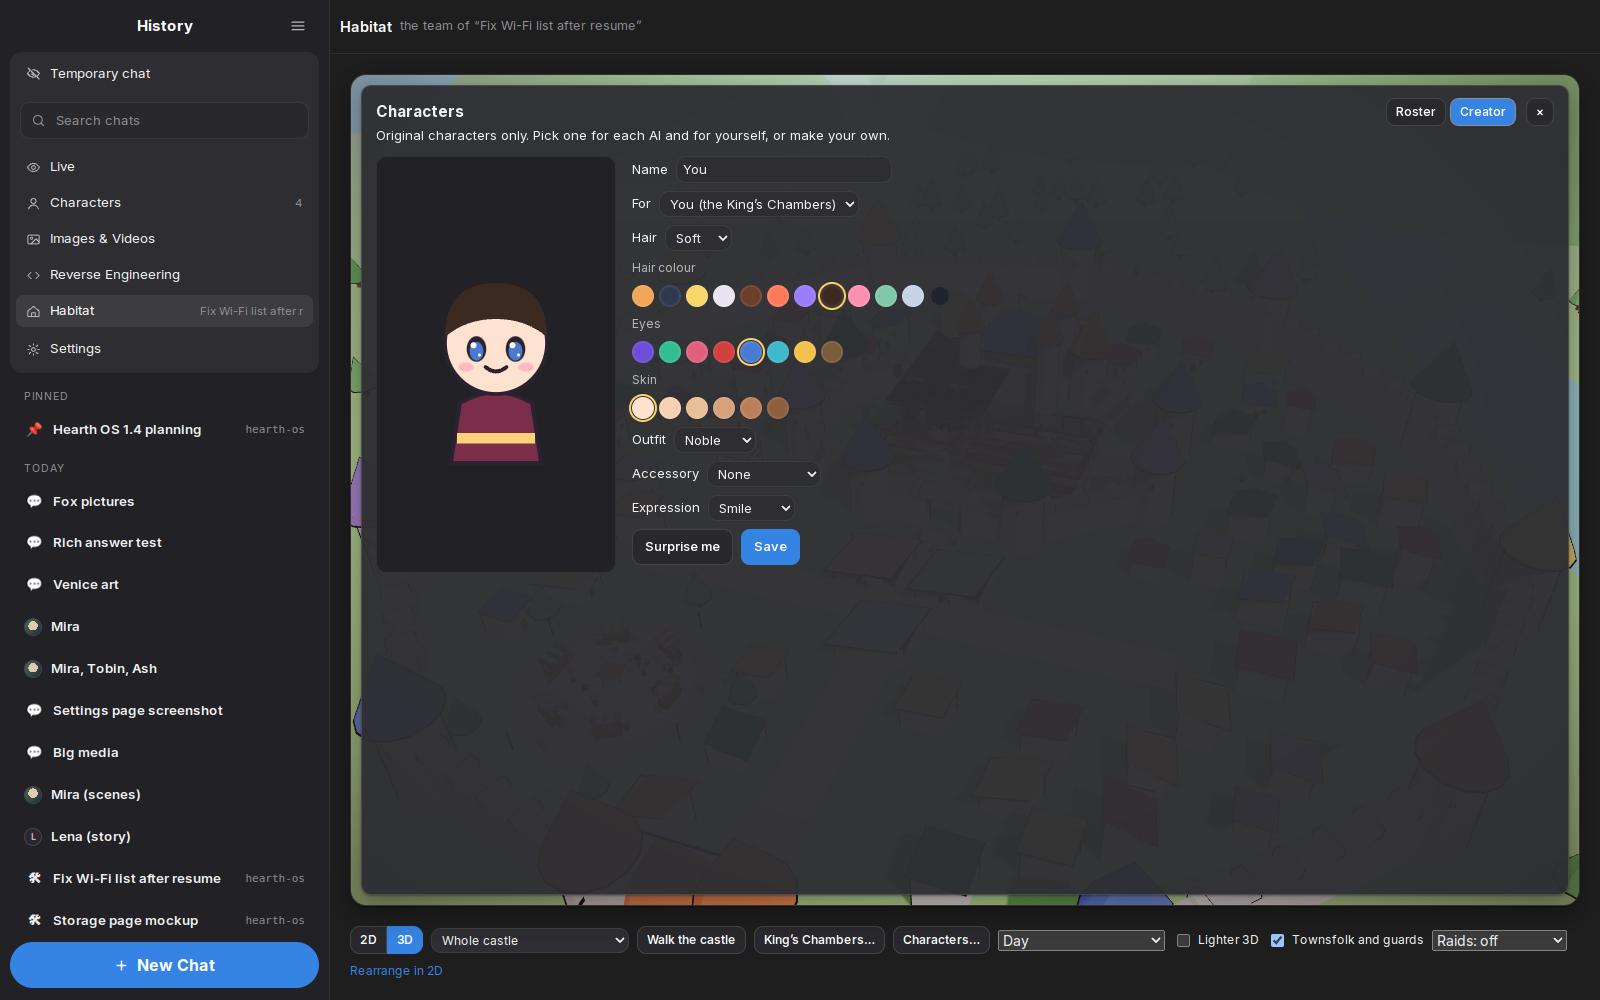 History
Temporary chat
Search chats
Live
Characters 4
Images & Videos
Reverse Engineering
Habitat Fix Wi-Fi list after r
Settings
PINNED
Hearth OS 1.4 planning hearth-os
TODAY
Fox pictures
Rich answer test
Venice art
Mira
Mira, Tobin, Ash
Settings page screenshot
Big media
Mira (scenes)
L Lena (story)
Fix Wi-Fi list after resume hearth-os
Storage page mockup hearth-os
+ New Chat
Habitat the team of “Fix Wi-Fi list after resume”
Characters
Roster Creator ×
Original characters only. Pick one for each AI and for yourself, or make your own.
Name You
For You (the King’s Chambers)
Hair Soft
Hair colour
Eyes
Skin
Outfit Noble
Accessory None
Expression Smile
Surprise me Save
2D 3D Whole castle Walk the castle King’s Chambers… Characters… Day Lighter 3D Townsfolk and guards Raids: off
Rearrange in 2D